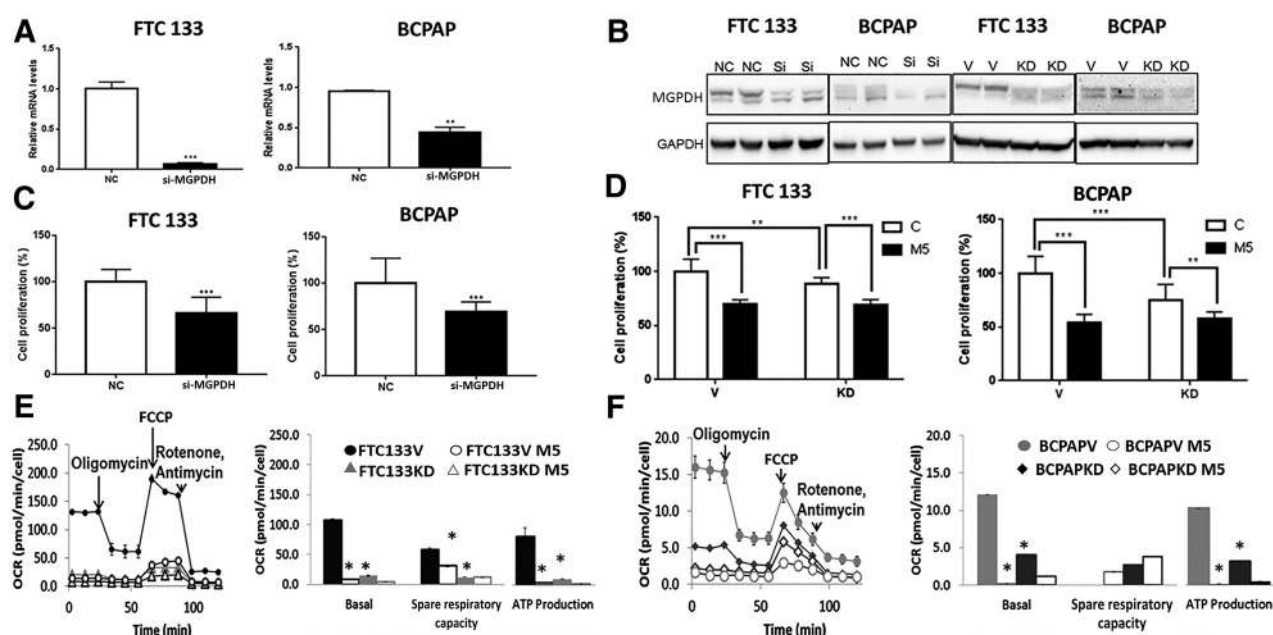 A
FTC 133
Relative mRNA levels
1.5
1.0
0.5
0.0
***
NC
si-MGPDH
BCPAP
Relative mRNA levels
1.5
1.0
0.5
0.0
**
NC
si-MGPDH
B
FTC 133
BCPAP
FTC 133
BCPAP
NC NC Si Si
NC NC Si Si
V V KD KD
V V KD KD
MGPDH
GAPDH
C
FTC 133
Cell proliferation (%)
150
100
50
0
***
NC
si-MGPDH
BCPAP
Cell proliferation (%)
150
100
50
0
***
NC
si-MGPDH
D
FTC 133
Cell proliferation (%)
150
100
50
0
**
***
***
C
M5
V
KD
BCPAP
Cell proliferation (%)
150
100
50
0
***
***
**
C
M5
V
KD
E
FCCP
Oligomycin
Rotenone,
Antimycin
OCR (pmol/min/cell)
250.0
200.0
150.0
100.0
50.0
0.0
0 50 100
Time (min)
OCR (pmol/min/cell)
250.0
200.0
150.0
100.0
50.0
0.0
FTC133V
FTC133V M5
FTC133KD
FTC133KD M5
* *
* *
* *
Basal
Spare respiratory
capacity
ATP Production
F
Oligomycin
FCCP
Rotenone,
Antimycin
OCR (pmol/min/cell)
20.0
15.0
10.0
5.0
0.0
0 50 100
Time (min)
OCR (pmol/min/cell)
20.0
15.0
10.0
5.0
0.0
BCPAPV
BCPAPV M5
BCPAPKD
BCPAPKD M5
* *
* *
Basal
Spare respiratory
capacity
ATP Production